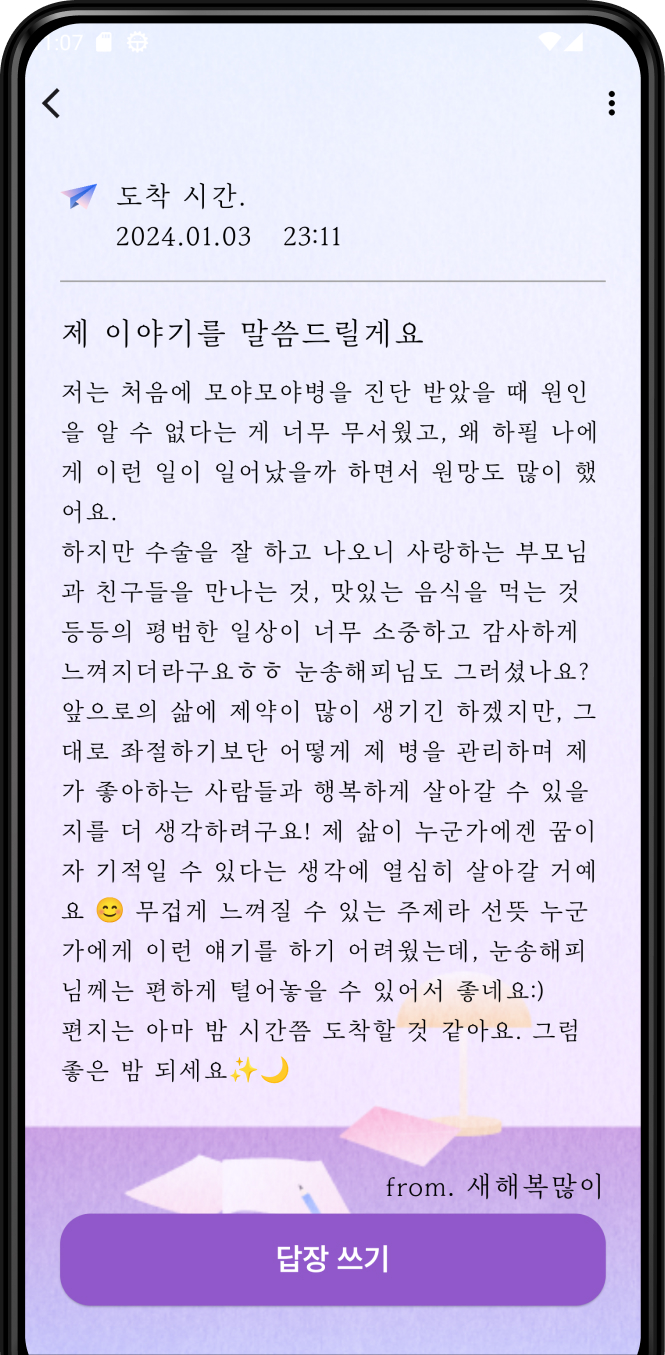 1:07
도착 시간.
2024.01.03 23:11
제 이야기를 말씀드릴게요
저는 처음에 모야모야병을 진단 받았을 때 원인
을 알 수 없다는 게 너무 무서웠고, 왜 하필 나에
게 이런 일이 일어났을까 하면서 원망도 많이 했
어요.
하지만 수술을 잘 하고 나오니 사랑하는 부모님
과 친구들을 만나는 것, 맛있는 음식을 먹는 것
등등의 평범한 일상이 너무 소중하고 감사하게
느껴지더라구요ㅎㅎ 눈송해피님도 그러셨나요?
앞으로의 삶에 제약이 많이 생기긴 하겠지만, 그
대로 좌절하기보단 어떻게 제 병을 관리하며 제
가 좋아하는 사람들과 행복하게 살아갈 수 있을
지를 더 생각하려구요! 제 삶이 누군가에겐 꿈이
자 기적일 수 있다는 생각에 열심히 살아갈 거예
요 😊 무겁게 느껴질 수 있는 주제라 선뜻 누군
가에게 이런 얘기를 하기 어려웠는데, 눈송해피
님께는 편하게 털어놓을 수 있어서 좋네요:)
편지는 아마 밤 시간쯤 도착할 것 같아요. 그럼
좋은 밤 되세요✨🌙
from. 새해복많이
답장 쓰기